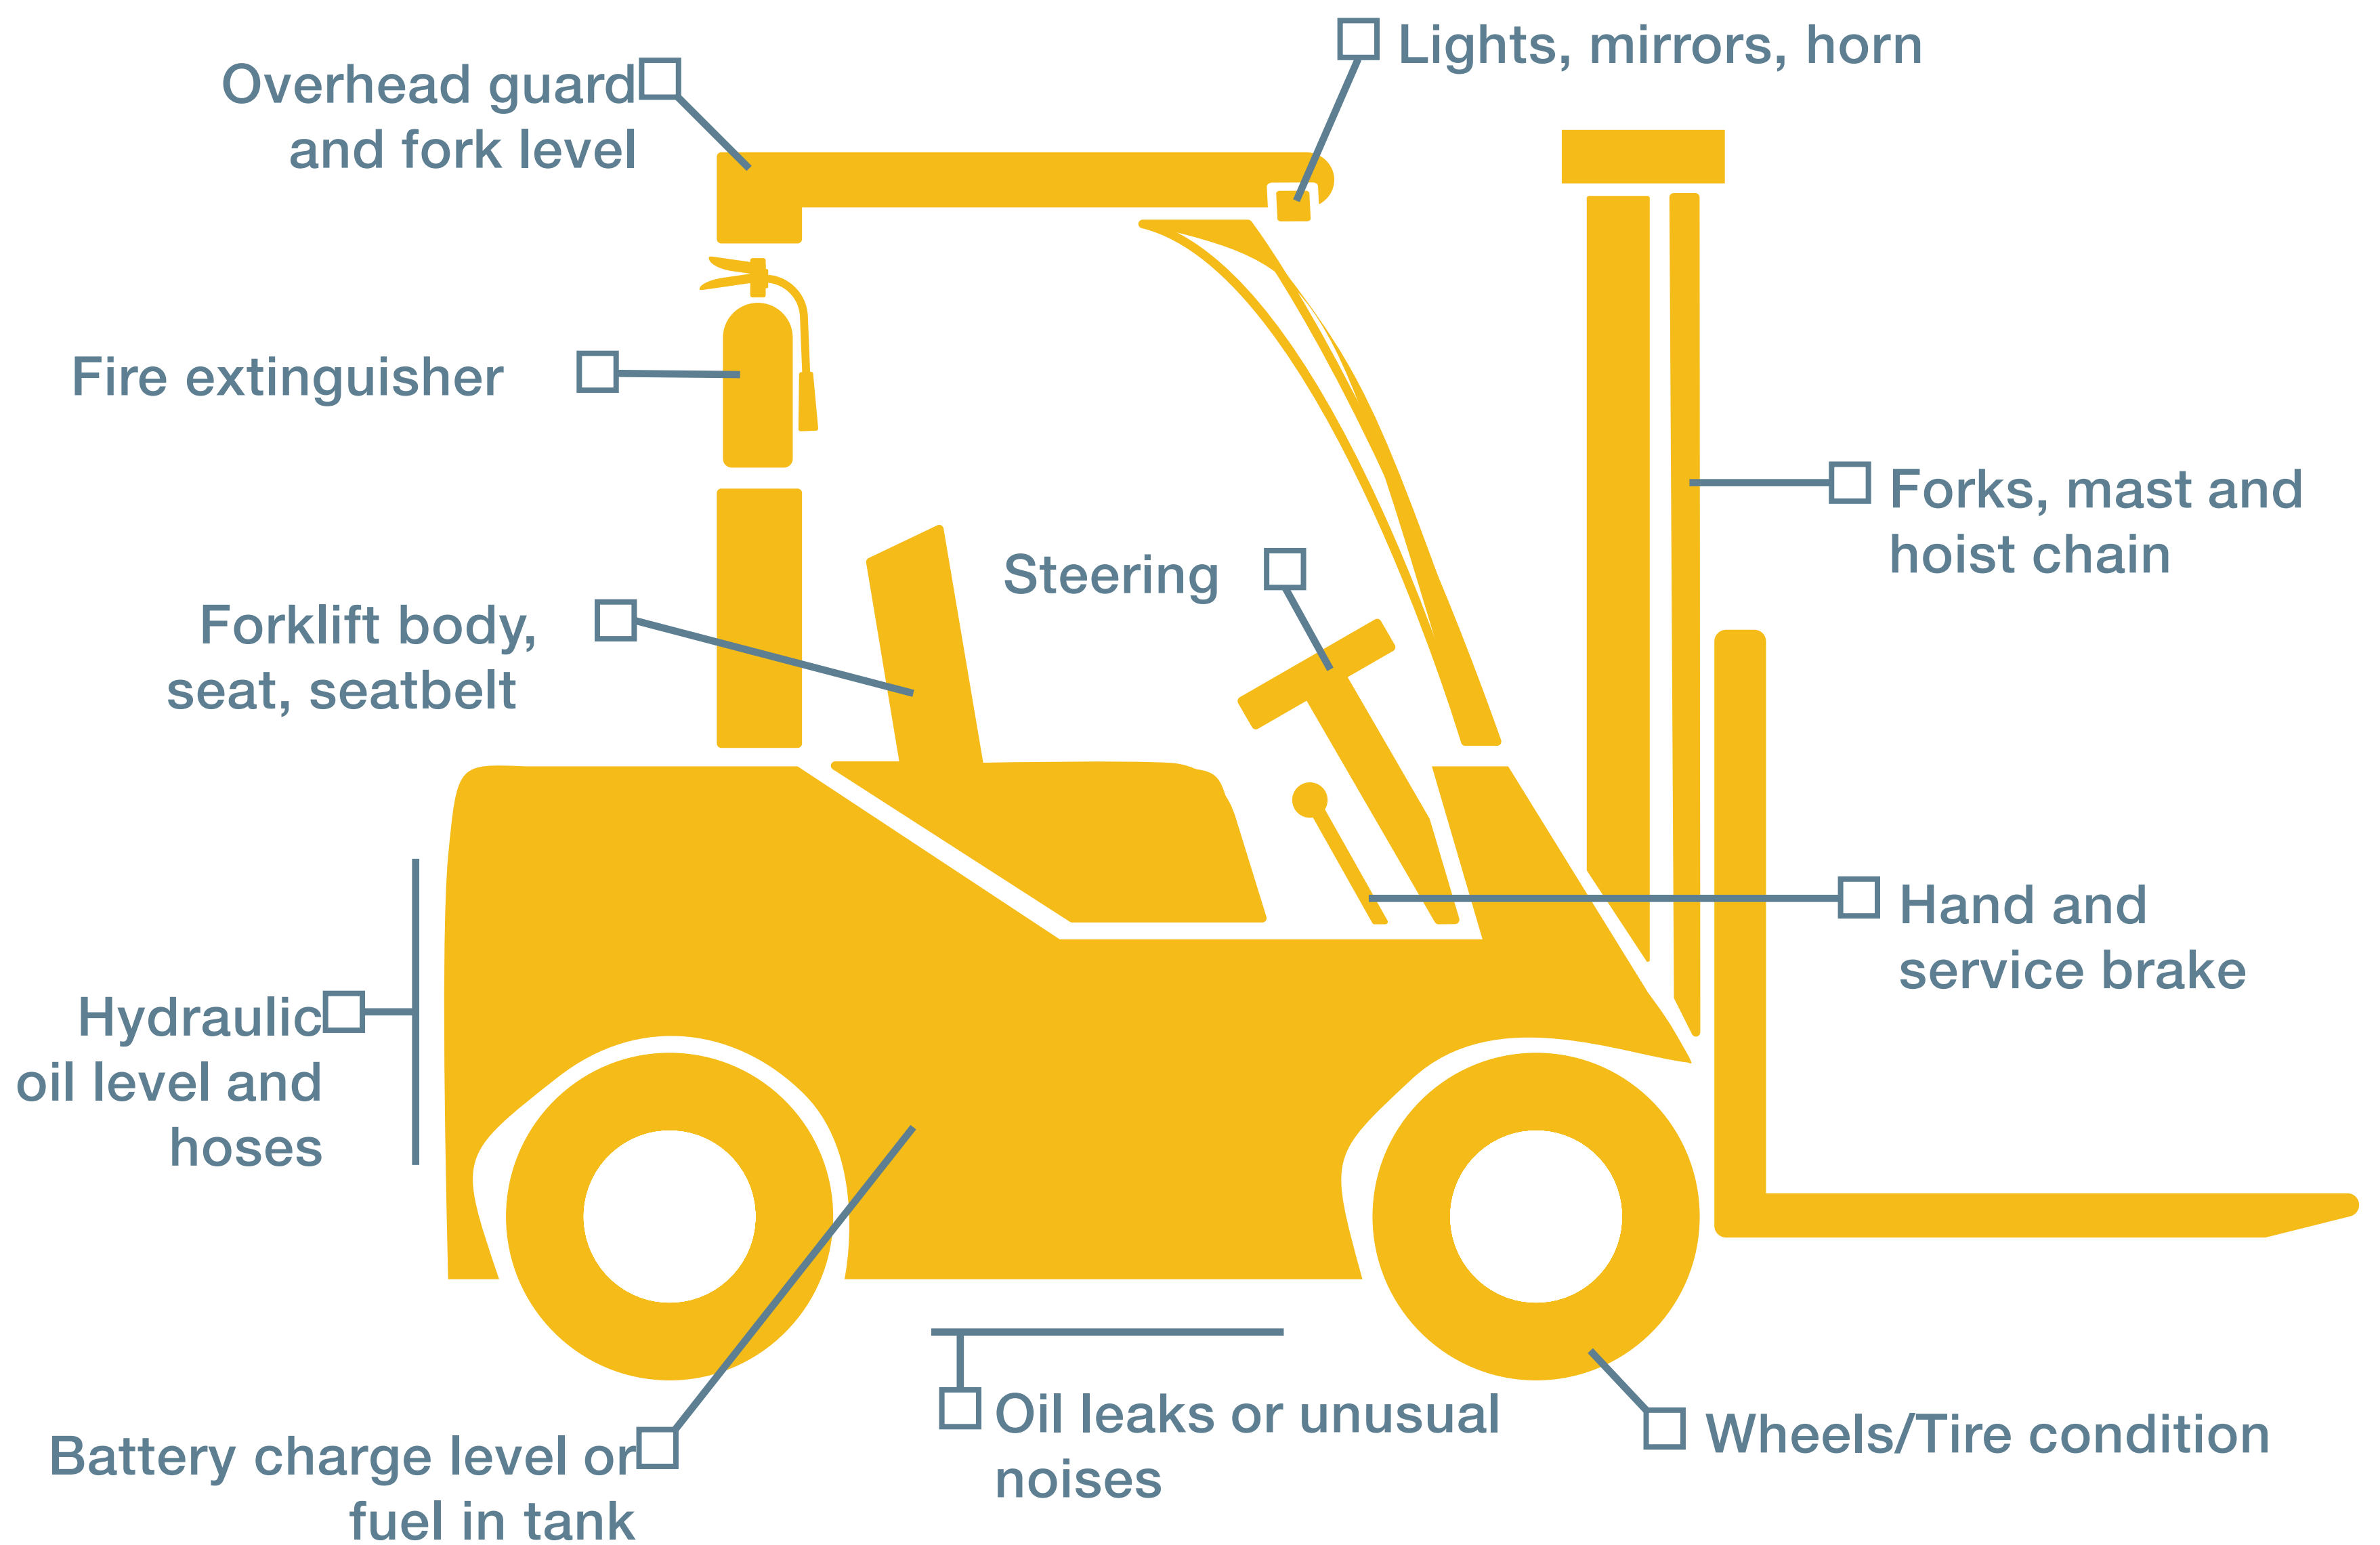 Lights, mirrors, horn
Overhead guard
and fork level
Fire extinguisher
Forks, mast and
hoist chain
Steering
Forklift body,
seat, seatbelt
Hand and
service brake
Hydraulic
oil level and
hoses
Oil leaks or unusual
noises
Wheels/Tire condition
Battery charge level or
fuel in tank